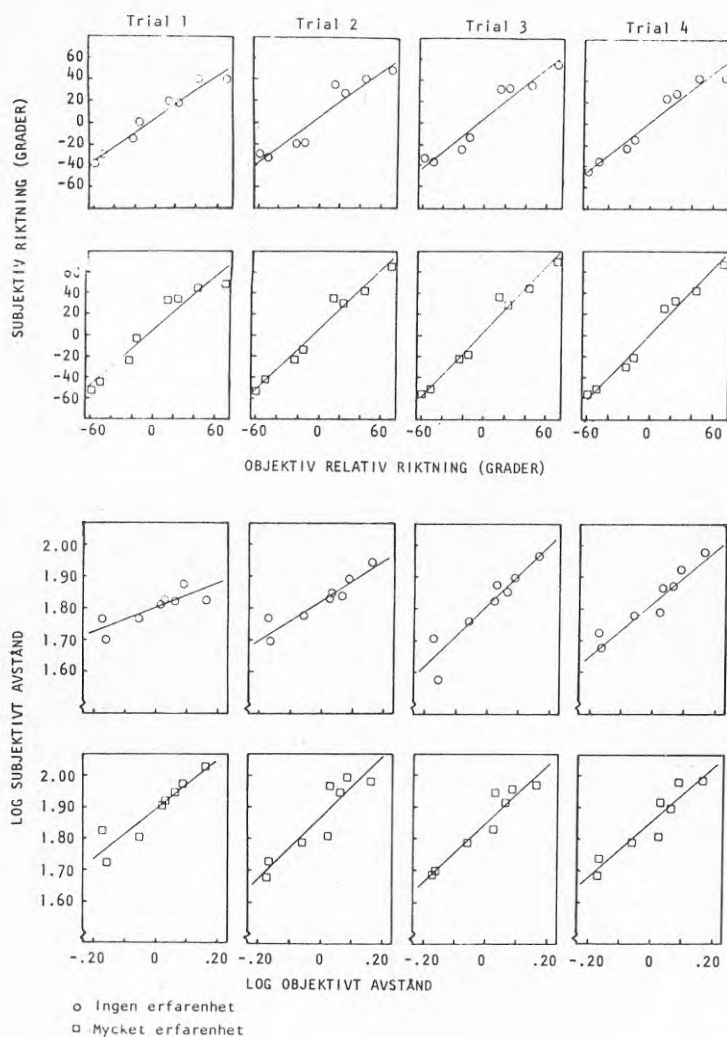 Trial 1 Trial 2 Trial 3 Trial 4
SUBJEKTIV RIKTNING (GRADER)
60
40
20
0
-20
-40
-60
60
40
20
0
-20
-40
-60
-60 0 60 -60 0 60 -60 0 60 -60 0 60
OBJEKTIV RELATIV RIKTNING (GRADER)
LOG SUBJEKTIVT AVSTÅND
2.00
1.90
1.80
1.70
1.60
2.00
1.90
1.80
1.70
1.60
-.20 0 .20 -.20 0 .20 -.20 0 .20 -.20 0 .20
LOG OBJEKTIVT AVSTÅND
Ingen erfarenhet
Mycket erfarenhet